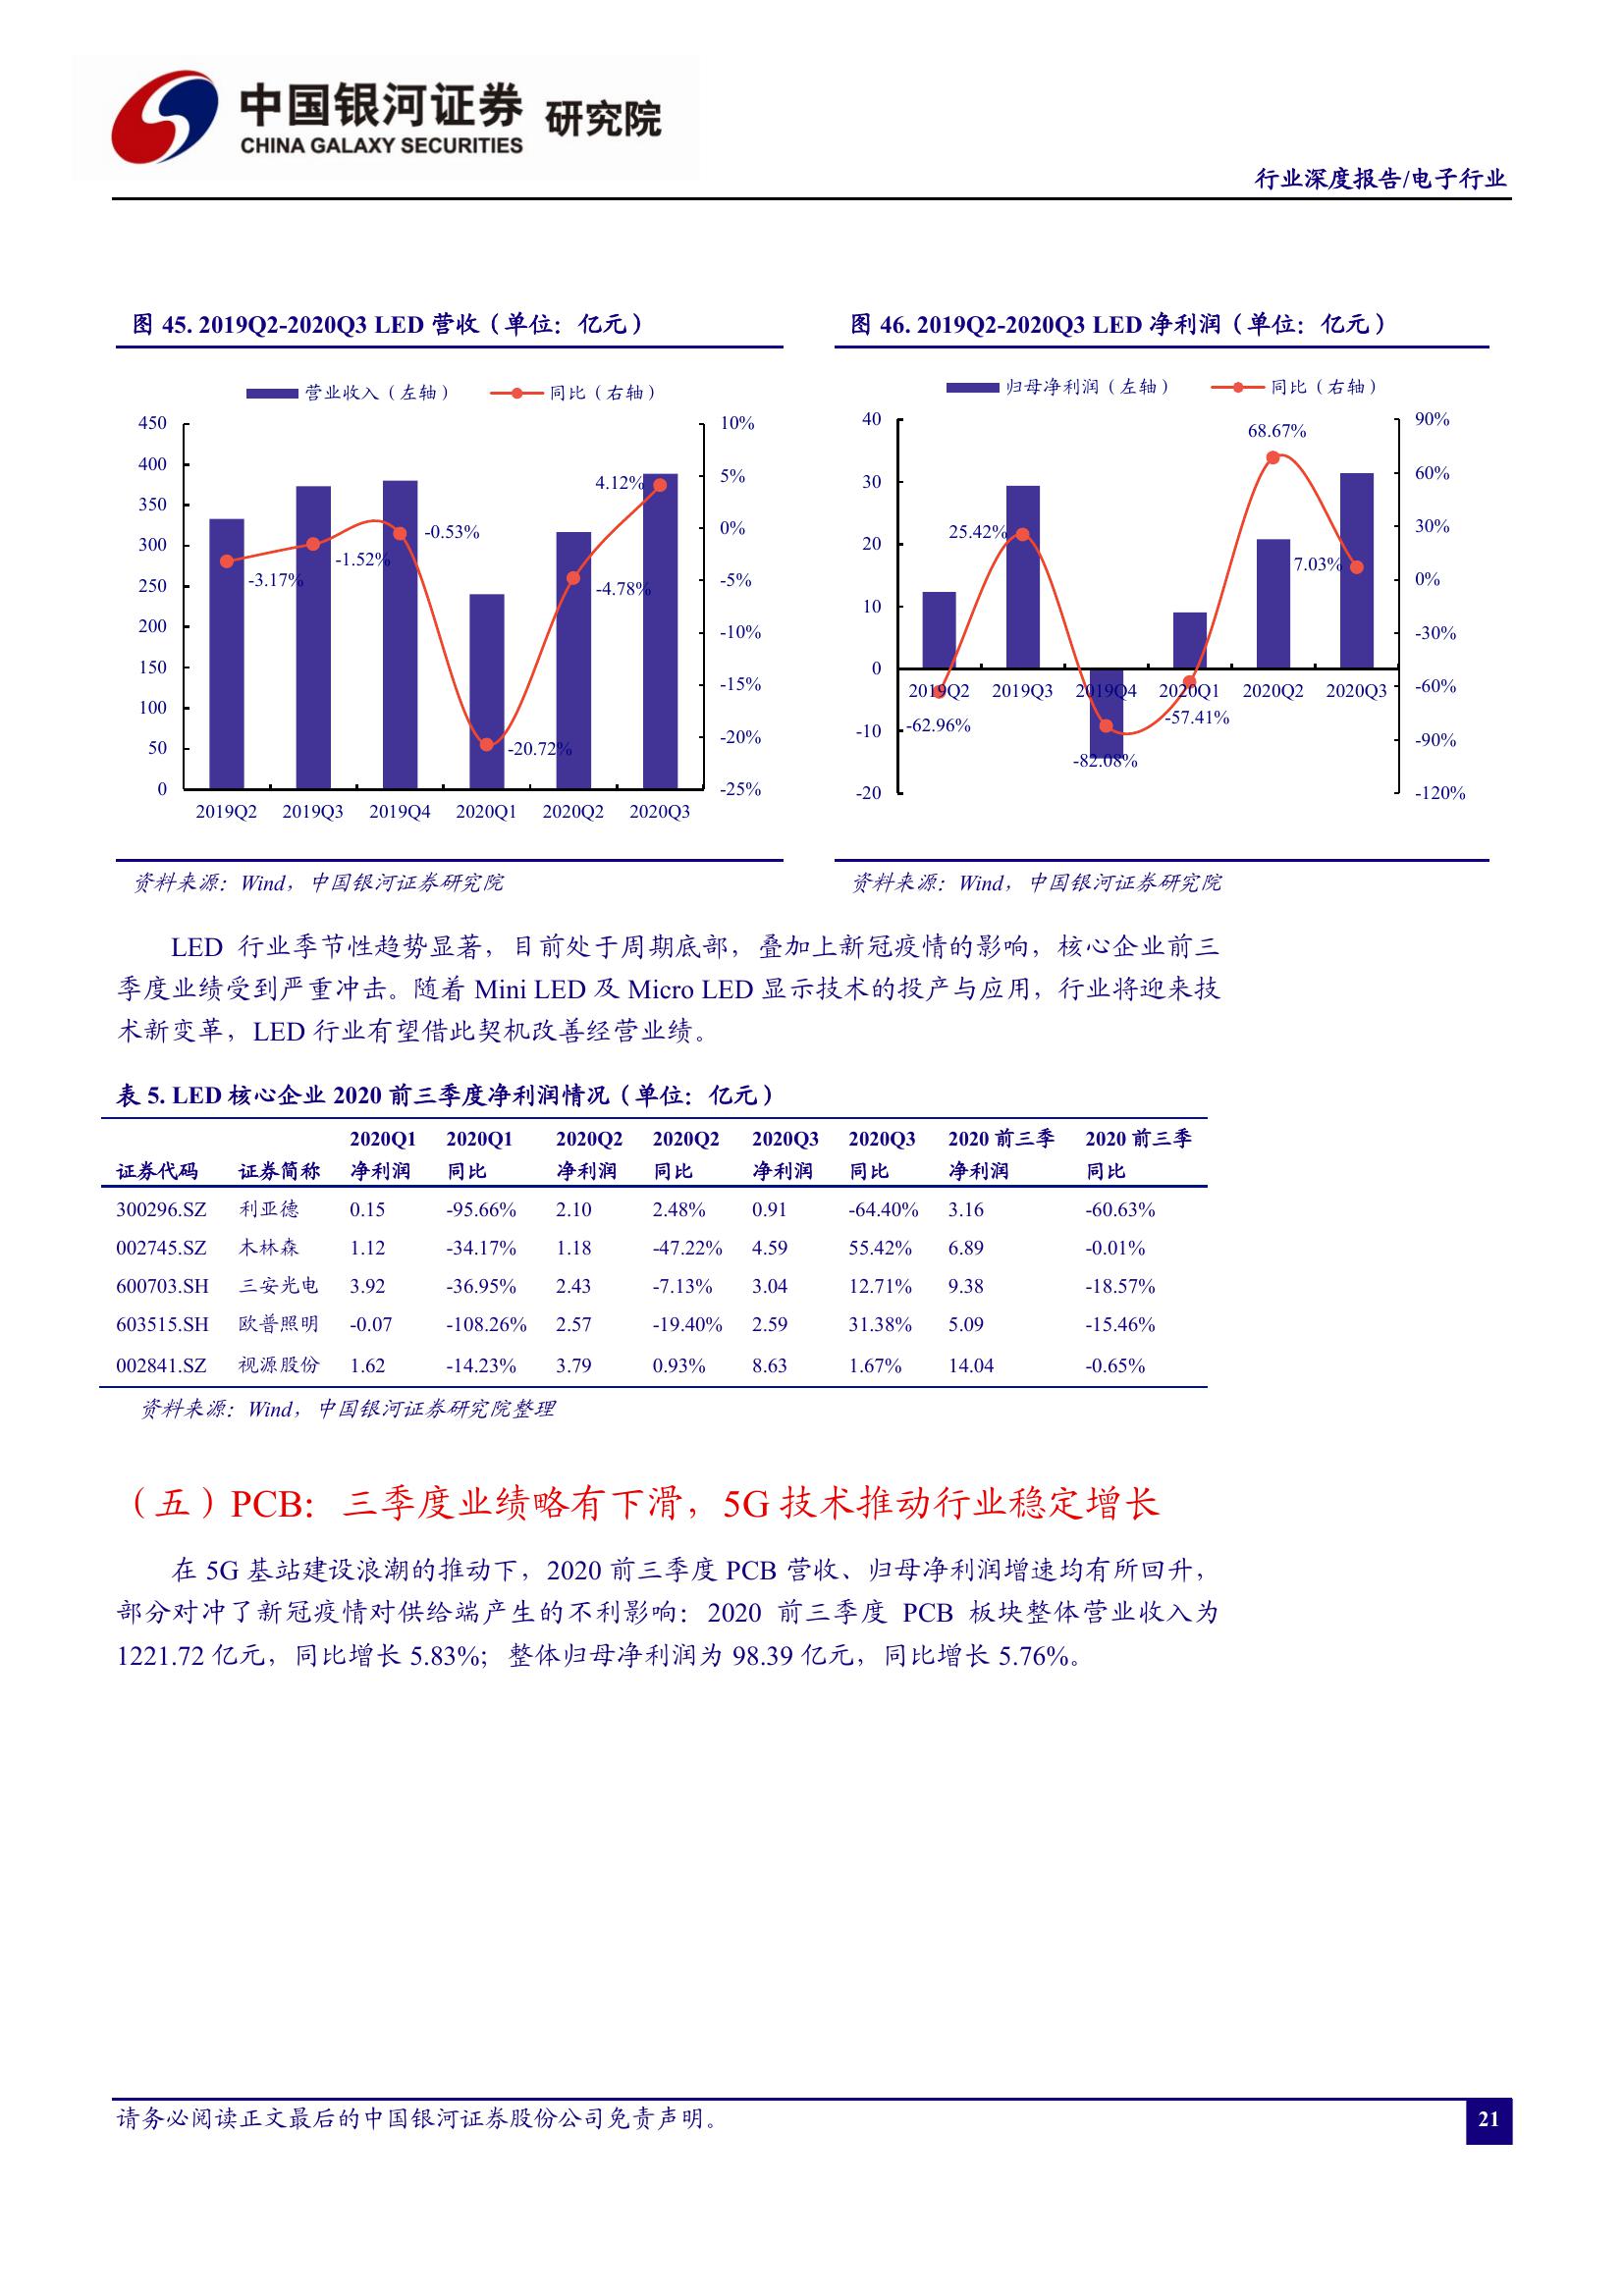 中国银河证券 研究院
CHINA GALAXY SECURITIES
行业深度报告/电子行业
图 45. 2019Q2-2020Q3 LED 营收（单位：亿元）
营业收入（左轴） 同比（右轴）
450
400
350
300
250
200
150
100
50
0
10%
5%
0%
-5%
-10%
-15%
-20%
-25%
-3.17%
-1.52%
-0.53%
-20.72%
-4.78%
4.12%
2019Q2 2019Q3 2019Q4 2020Q1 2020Q2 2020Q3
资料来源：Wind，中国银河证券研究院
图 46. 2019Q2-2020Q3 LED 净利润（单位：亿元）
归母净利润（左轴） 同比（右轴）
40
30
20
10
0
-10
-20
90%
60%
30%
0%
-30%
-60%
-90%
-120%
-62.96%
25.42%
-82.08%
-57.41%
68.67%
7.03%
2019Q2 2019Q3 2019Q4 2020Q1 2020Q2 2020Q3
资料来源：Wind，中国银河证券研究院
LED 行业季节性趋势显著，目前处于周期底部，叠加上新冠疫情的影响，核心企业前三
季度业绩受到严重冲击。随着 Mini LED 及 Micro LED 显示技术的投产与应用，行业将迎来技
术新变革，LED 行业有望借此契机改善经营业绩。
表 5. LED 核心企业 2020 前三季度净利润情况（单位：亿元）
2020Q1 2020Q1 2020Q2 2020Q2 2020Q3 2020Q3 2020 前三季 2020 前三季
证券代码 证券简称 净利润 同比 净利润 同比 净利润 同比 净利润 同比
300296.SZ 利亚德 0.15 -95.66% 2.10 2.48% 0.91 -64.40% 3.16 -60.63%
002745.SZ 木林森 1.12 -34.17% 1.18 -47.22% 4.59 55.42% 6.89 -0.01%
600703.SH 三安光电 3.92 -36.95% 2.43 -7.13% 3.04 12.71% 9.38 -18.57%
603515.SH 欧普照明 -0.07 -108.26% 2.57 -19.40% 2.59 31.38% 5.09 -15.46%
002841.SZ 视源股份 1.62 -14.23% 3.79 0.93% 8.63 1.67% 14.04 -0.65%
资料来源：Wind，中国银河证券研究院整理
（五）PCB：三季度业绩略有下滑，5G 技术推动行业稳定增长
在 5G 基站建设浪潮的推动下，2020 前三季度 PCB 营收、归母净利润增速均有所回升，
部分对冲了新冠疫情对供给端产生的不利影响：2020 前三季度 PCB 板块整体营业收入为
1221.72 亿元，同比增长 5.83%；整体归母净利润为 98.39 亿元，同比增长 5.76%。
请务必阅读正文最后的中国银河证券股份公司免责声明。
21